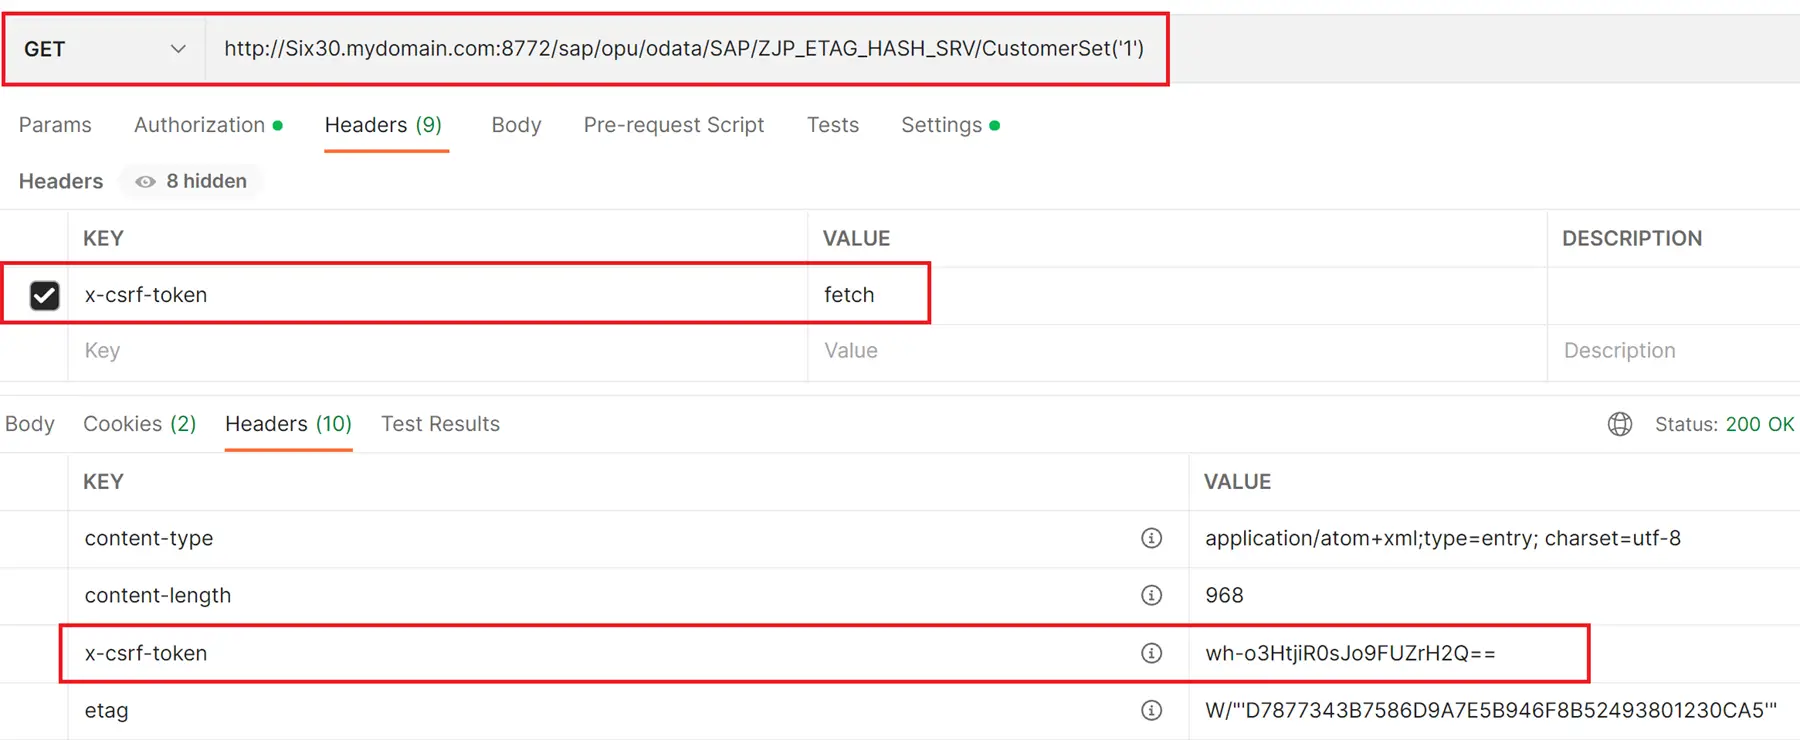 GET http://Six30.mydomain.com:8772/sap/opu/odata/SAP/ZJP_ETAG_HASH_SRV/CustomerSet('1')
Params Authorization Headers (9) Body Pre-request Script Tests Settings
Headers 8 hidden
KEY VALUE DESCRIPTION
x-csrf-token fetch
Key Value Description
Body Cookies (2) Headers (10) Test Results Status: 200 OK
KEY VALUE
content-type application/atom+xml;type=entry; charset=utf-8
content-length 968
x-csrf-token wh-o3HtjiR0sJo9FUZrH2Q==
etag W/"'D7877343B7586D9A7E5B946F8B52493801230CA5'"